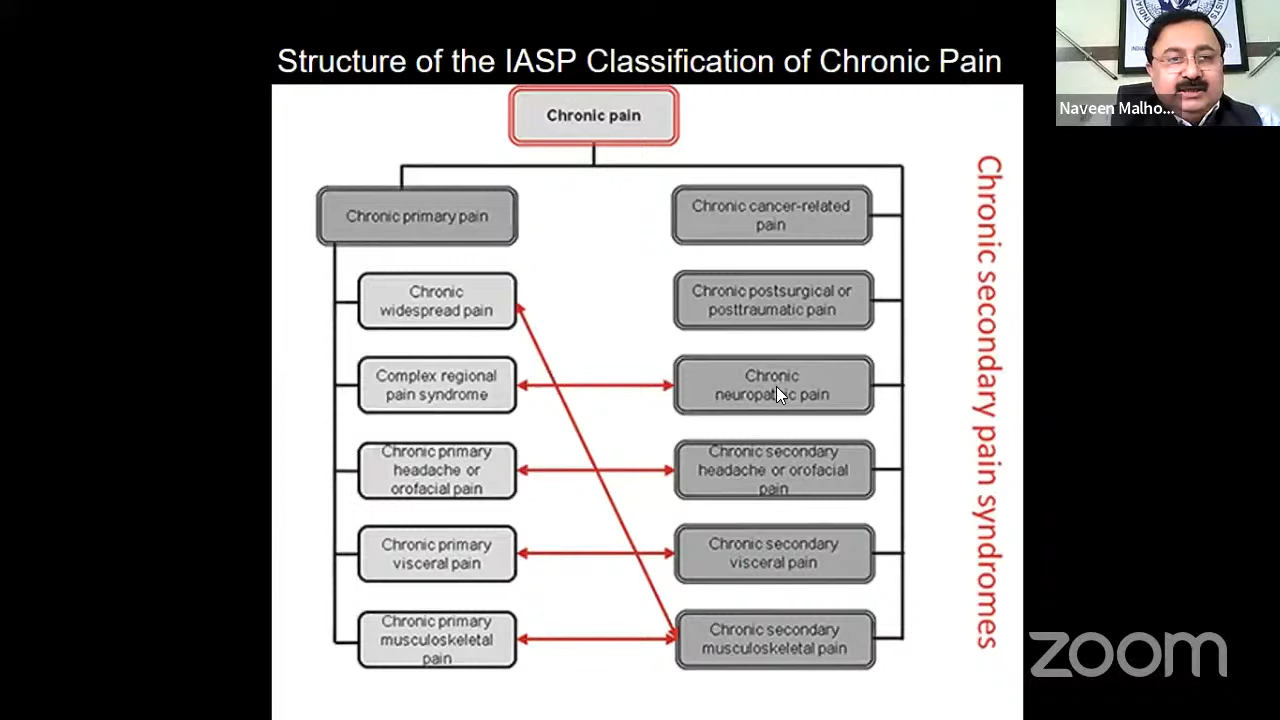 Structure of the IASP Classification of Chronic Pain
Naveen Malho...
Chronic pain
Chronic primary pain
Chronic
widespread pain
Complex regional
pain syndrome
Chronic primary
headache or
orofacial pain
Chronic primary
visceral pain
Chronic primary
musculoskeletal
pain
Chronic cancer-related
pain
Chronic postsurgical or
posttraumatic pain
Chronic
neuropathic pain
Chronic secondary
headache or orofacial
pain
Chronic secondary
visceral pain
Chronic secondary
musculoskeletal pain
Chronic secondary pain syndromes
zoom